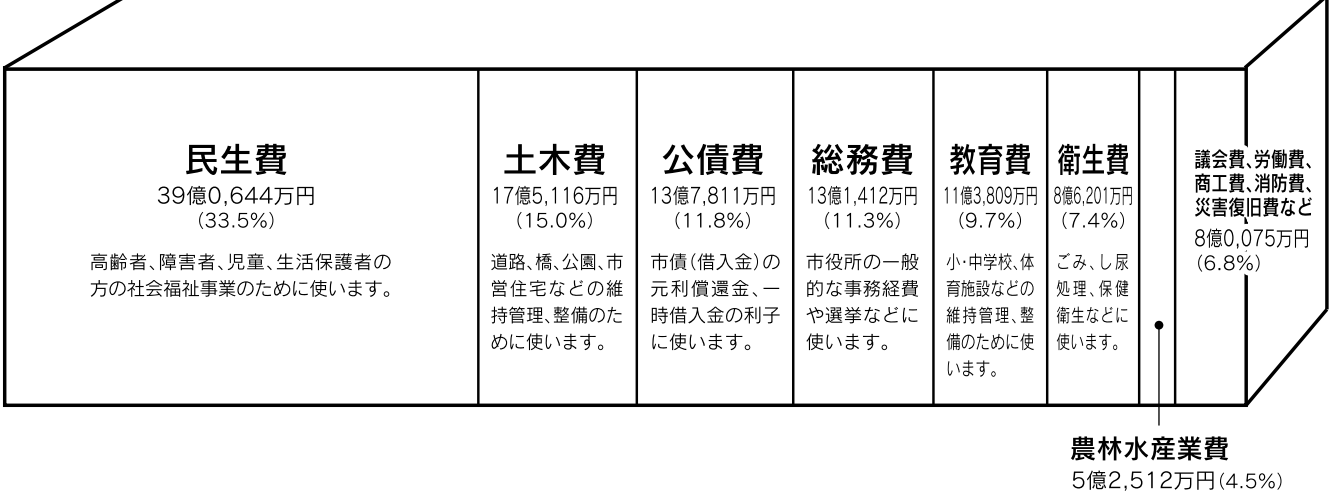 民生費
39億0,644万円
(33.5%)
高齢者、障害者、児童、生活保護者の
方の社会福祉事業のために使います。
土木費
17億5,116万円
(15.0%)
道路、橋、公園、市
営住宅などの維
持管理、整備のた
めに使います。
公債費
13億7,811万円
(11.8%)
市債(借入金)の
元利償還金、一
時借入金の利子
に使います。
総務費
13億1,412万円
(11.3%)
市役所の一般
的な事務経費
や選挙などに
使います。
教育費
11億3,809万円
(9.7%)
小・中学校、体
育施設などの
維持管理、整
備のために使
います。
衛生費
8億6,201万円
(7.4%)
ごみ、し尿
処理、保健
衛生などに
使います。
議会費、労働費、
商工費、消防費、
災害復旧費など
8億0,075万円
(6.8%)
農林水産業費
5億2,512万円(4.5%)